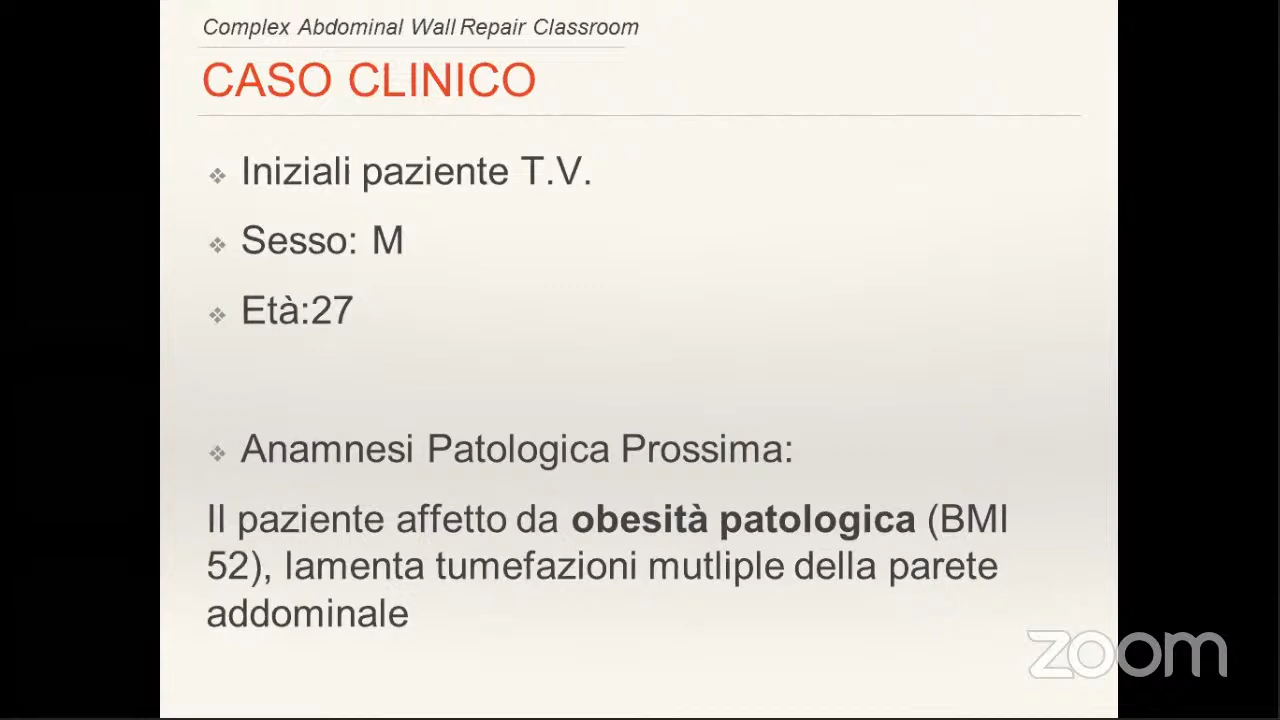 Complex Abdominal Wall Repair Classroom
CASO CLINICO
Iniziali paziente T.V.
Sesso: M
Età:27
Anamnesi Patologica Prossima:
Il paziente affetto da obesità patologica (BMI
52), lamenta tumefazioni mutliple della parete
addominale
zoom